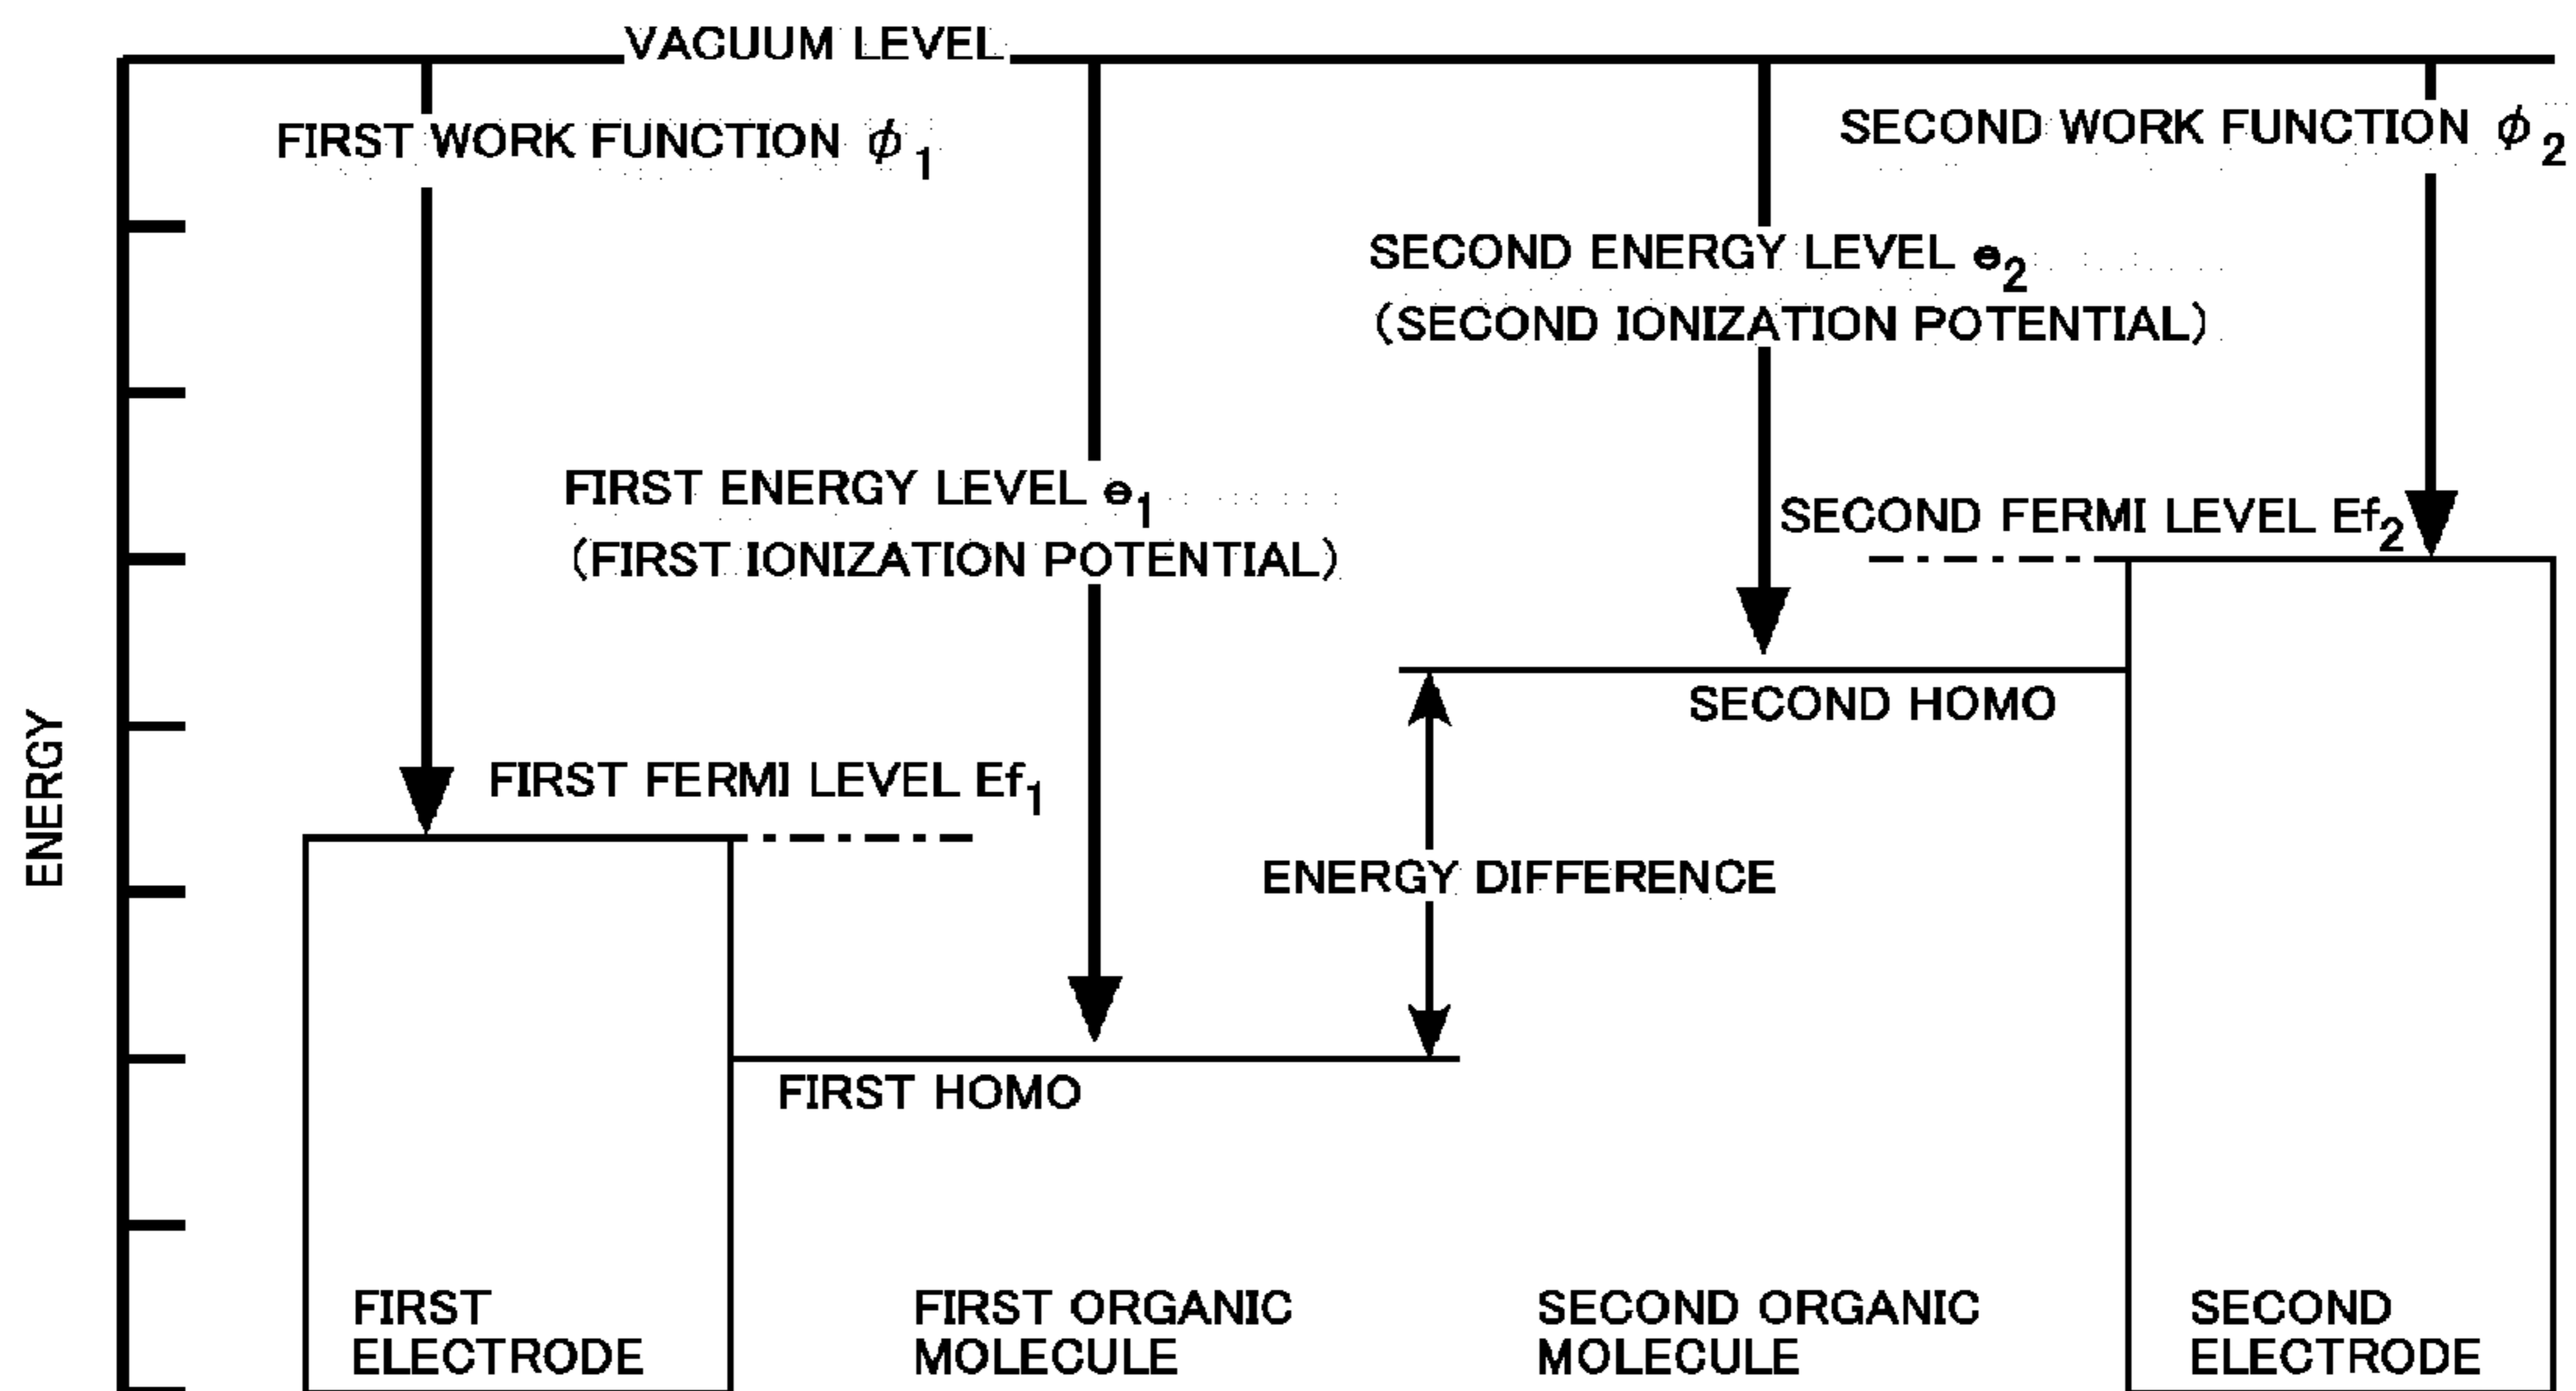 VACUUM LEVEL
FIRST WORK FUNCTION ϕ1
SECOND WORK FUNCTION ϕ2
SECOND ENERGY LEVEL e2
(SECOND IONIZATION POTENTIAL)
FIRST ENERGY LEVEL e1
(FIRST IONIZATION POTENTIAL)
SECOND FERMI LEVEL Ef2
SECOND HOMO
FIRST FERMI LEVEL Ef1
ENERGY
ENERGY DIFFERENCE
FIRST HOMO
FIRST
ELECTRODE
FIRST ORGANIC
MOLECULE
SECOND ORGANIC
MOLECULE
SECOND
ELECTRODE